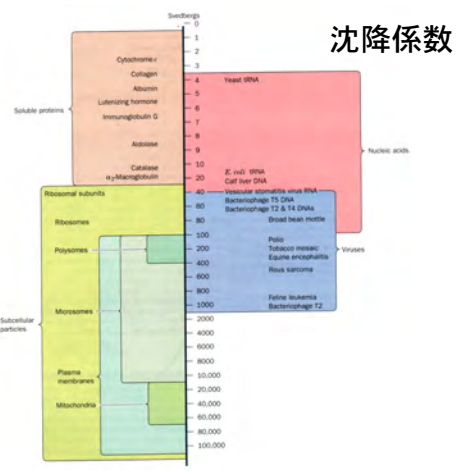 沈降係数
Svedbergs
0
1
2
3
4
5
6
7
8
9
10
20
40
60
80
100
200
400
600
800
1000
2000
4000
6000
8000
10,000
20,000
40,000
60,000
80,000
100,000
Soluble proteins
Cytochrome c
Collagen
Albumin
Luteinizing hormone
Immunoglobulin G
Aldolase
Catalase
α₂-Macroglobulin
Subcellular
particles
Ribosomal subunits
Ribosomes
Polysomes
Microsomes
Plasma
membranes
Mitochondria
Nucleic acids
Yeast tRNA
E. coli tRNA
Calf liver DNA
Vesicular stomatitis virus RNA
Bacteriophage T5 DNA
Bacteriophage T2 & T4 DNAs
Viruses
Broad bean mottle
Polio
Tobacco mosaic
Equine encephalitis
Rous sarcoma
Feline leukemia
Bacteriophage T2